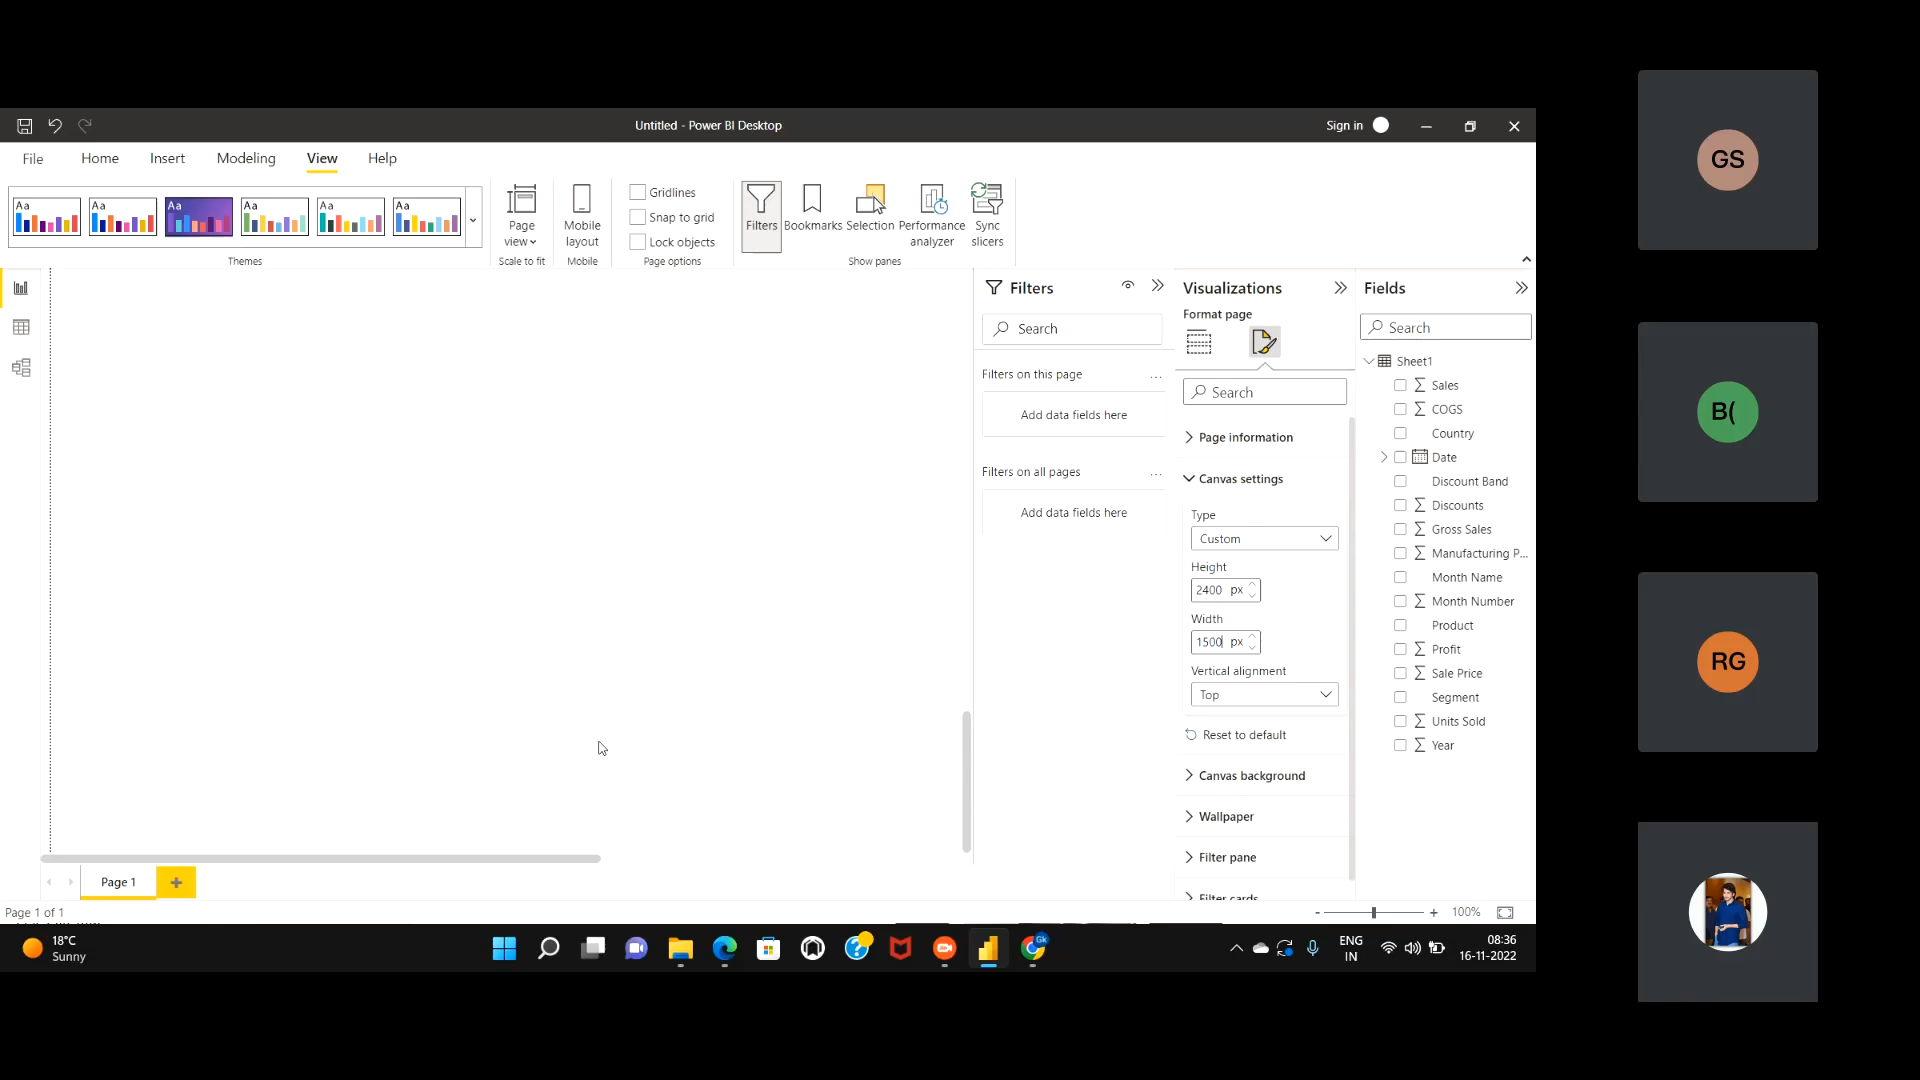 Untitled - Power BI Desktop
Sign in
File Home Insert Modeling View Help
Aa Aa Aa Aa Aa Aa
Page view
Mobile layout
Gridlines
Snap to grid
Lock objects
Filters
Bookmarks
Selection
Performance analyzer
Sync slicers
Themes
Scale to fit
Mobile
Page options
Show panes
Filters
Search
Filters on this page
...
Add data fields here
Filters on all pages
...
Add data fields here
Visualizations
Format page
Search
Page information
Canvas settings
Type
Custom
Height
2400 px
Width
1500 px
Vertical alignment
Top
Reset to default
Canvas background
Wallpaper
Filter pane
Filter cards
Fields
Search
Sheet1
Sales
COGS
Country
Date
Discount Band
Discounts
Gross Sales
Manufacturing P...
Month Name
Month Number
Product
Profit
Sale Price
Segment
Units Sold
Year
Page 1
Page 1 of 1
- + 100%
18°C
Sunny
Gk
ENG
IN
08:36
16-11-2022
GS
B(
RG